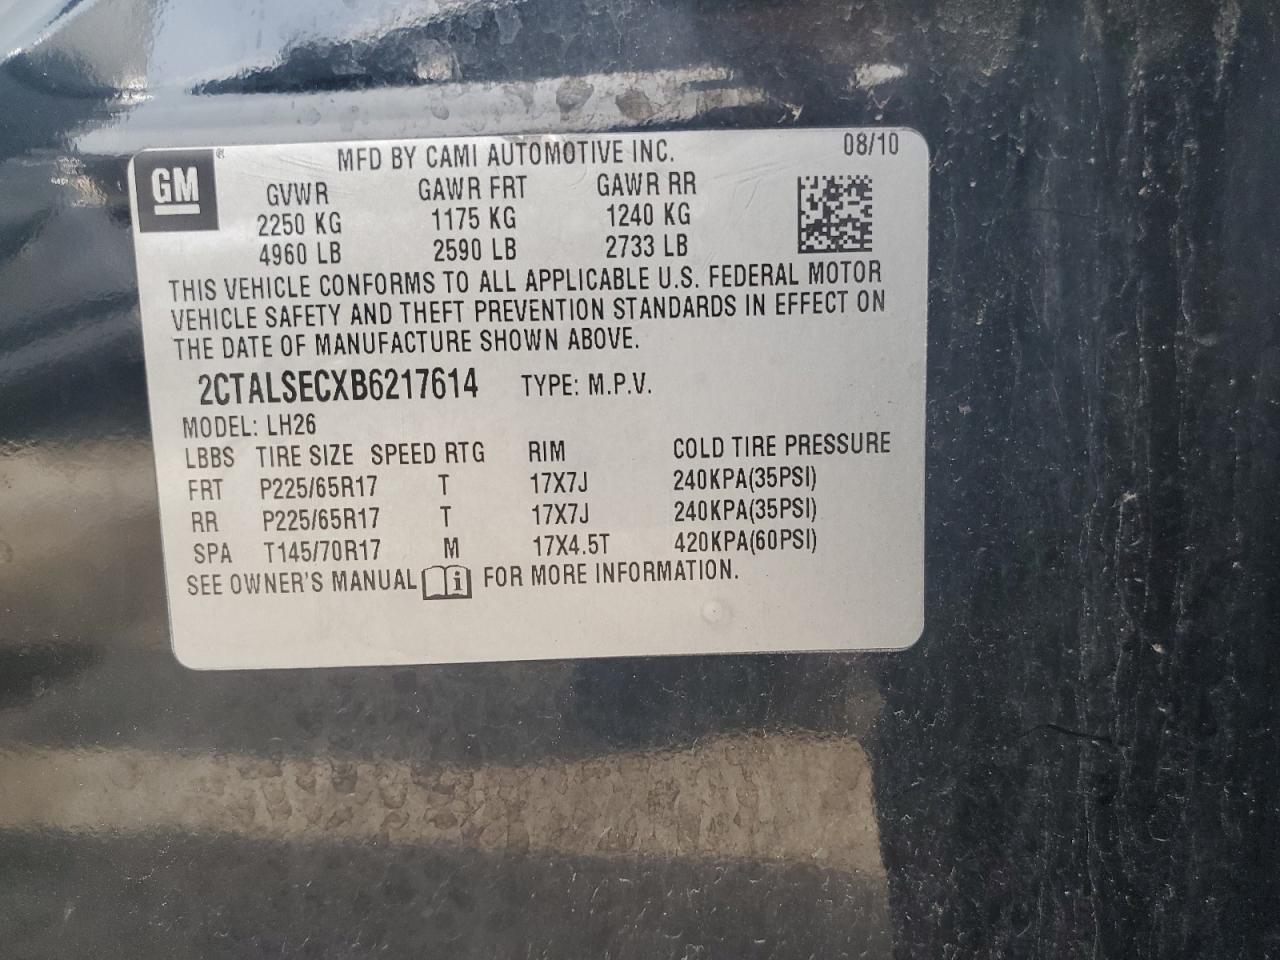 GM®
MFD BY CAMI AUTOMOTIVE INC. 08/10
GVWR GAWR FRT GAWR RR
2250 KG 1175 KG 1240 KG
4960 LB 2590 LB 2733 LB
THIS VEHICLE CONFORMS TO ALL APPLICABLE U.S. FEDERAL MOTOR
VEHICLE SAFETY AND THEFT PREVENTION STANDARDS IN EFFECT ON
THE DATE OF MANUFACTURE SHOWN ABOVE.
2CTALSECXB6217614 TYPE: M.P.V.
MODEL: LH26
LBBS TIRE SIZE SPEED RTG RIM COLD TIRE PRESSURE
FRT P225/65R17 T 17X7J 240KPA(35PSI)
RR P225/65R17 T 17X7J 240KPA(35PSI)
SPA T145/70R17 M 17X4.5T 420KPA(60PSI)
SEE OWNER'S MANUAL i FOR MORE INFORMATION.